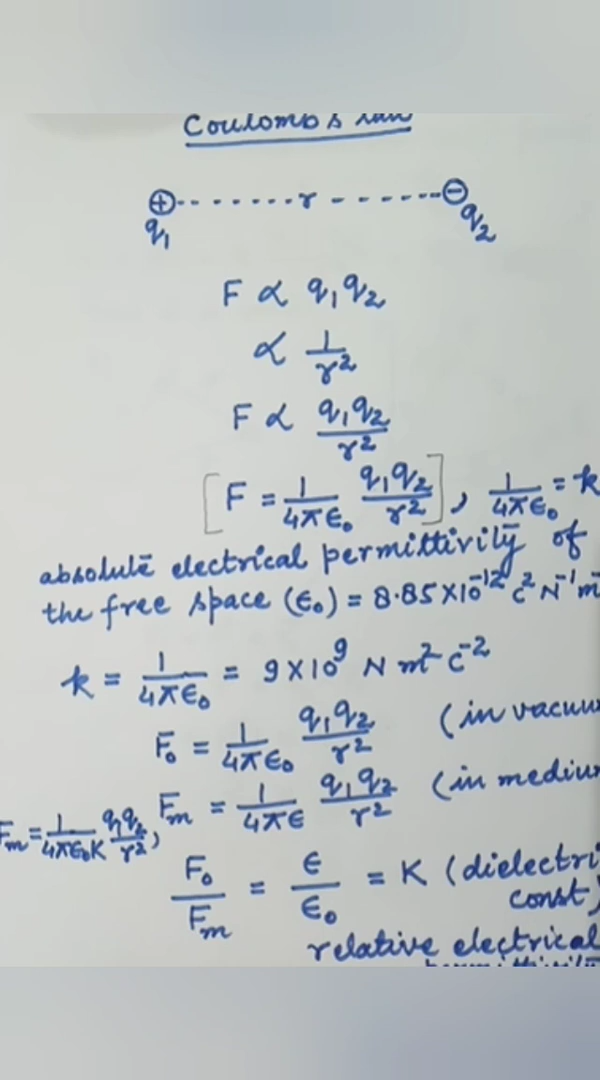 Coulomb's law
⊕ - - - - - - - r - - - - - - - ⊖
q₁ q₂
F ∝ q₁q₂
∝ 1/r²
F ∝ q₁q₂/r²
[F = 1/4πϵ₀ q₁q₂/r²], 1/4πϵ₀ = k
absolute electrical permittivity of
the free space (ϵ₀) = 8.85×10⁻¹² C² N⁻¹ m⁻
k = 1/4πϵ₀ = 9×10⁹ N m² C⁻²
F₀ = 1/4πϵ₀ q₁q₂/r² (in vacuu
Fm = 1/4πϵ q₁q₂/r² (in mediu
Fm = 1/4πϵ₀K q₁q₂/r²,
F₀/Fm = ϵ/ϵ₀ = K (dielectri
const)
relative electrical